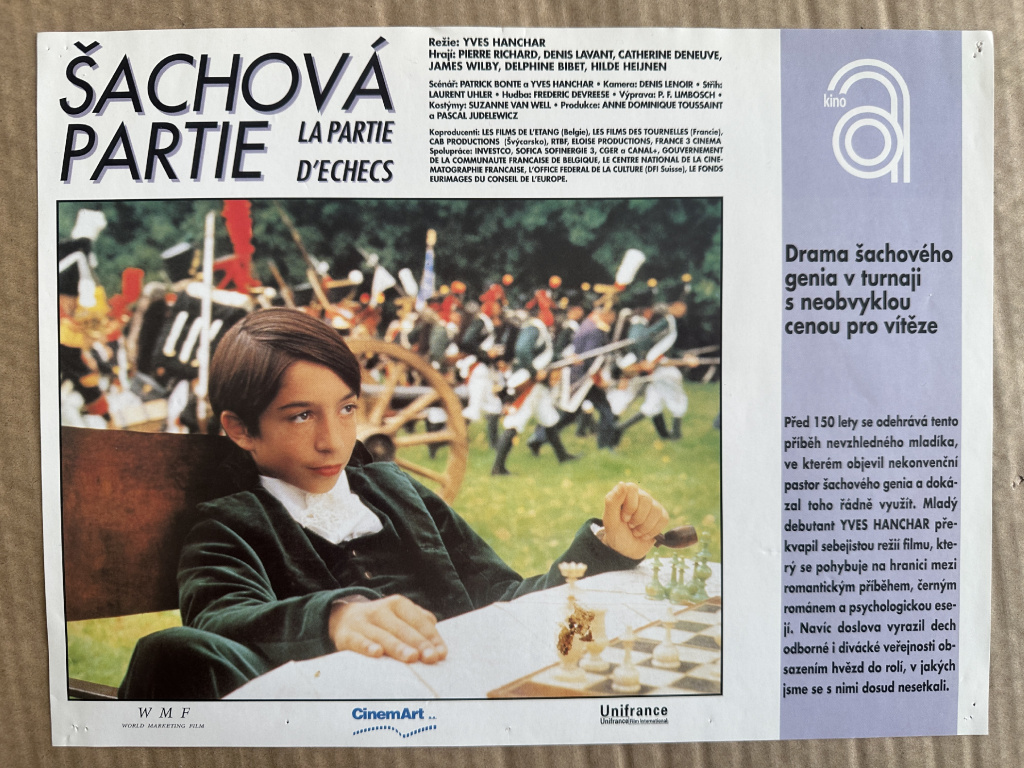 ŠACHOVÁ
PARTIE
LA PARTIE
D'ECHECS
Režie: YVES HANCHAR
Hrají: PIERRE RICHARD, DENIS LAVANT, CATHERINE DENEUVE,
JAMES WILBY, DELPHINE BIBET, HILDE HEIJNEN
Scénář: PATRICK BONTE a YVES HANCHAR • Kamera: DENIS LENOIR • Střih:
LAURENT UHLER • Hudba: FREDERIC DEVREESE • Výprava: P. F. LIMBOSCH •
Kostýmy: SUZANNE VAN WELL • Produkce: ANNE DOMINIQUE TOUSSAINT
a PASCAL JUDELEWICZ
Koproducenti: LES FILMS DE L'ETANG (Belgie), LES FILMS DES TOURNELLES (Francie),
CAB PRODUCTIONS (Švýcarsko), RTBF, ELOISE PRODUCTIONS, FRANCE 3 CINEMA
Spolupráce: INVESTCO, SOFICA SOFINERGIE 3, CGER a CANAL+, GOUVERNEMENT
DE LA COMMUNAUTE FRANCAISE DE BELGIQUE, LE CENTRE NATIONAL DE LA CINE-
MATOGRAPHIE FRANCAISE, L'OFFICE FEDERAL DE LA CULTURE (DFI Suisse), LE FONDS
EURIMAGES DU CONSEIL DE L'EUROPE.
kino
a
Drama šachového
genia v turnaji
s neobvyklou
cenou pro vítěze
Před 150 lety se odehrává tento
příběh nevzhledného mladíka,
ve kterém objevil nekonvenční
pastor šachového genia a doká-
zal toho řádně využít. Mladý
debutant YVES HANCHAR pře-
kvapil sebejistou režií filmu, kte-
rý se pohybuje na hranici mezi
romantickým příběhem, černým
románem a psychologickou ese-
jí. Navíc doslova vyrazil dech
odborné i divácké veřejnosti ob-
sazením hvězd do rolí, v jakých
jsme se s nimi dosud nesetkali.
W M F
WORLD MARKETING FILM
CinemArt
Unifrance
Unifrance Film International